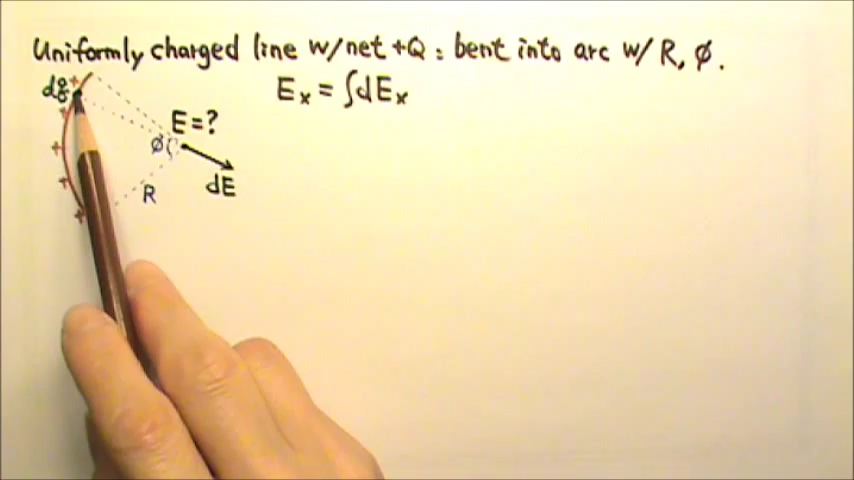 Uniformly charged line w/net +Q : bent into arc w/ R, ø.
dq
E=?
ø
R
dE
Eₓ = ∫dEₓ